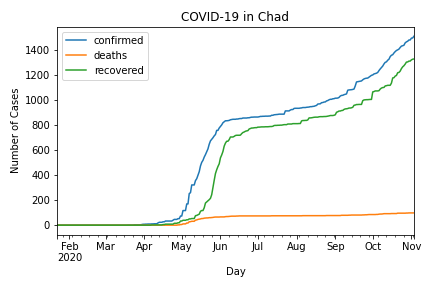 COVID-19 in Chad
confirmed
deaths
recovered
Number of Cases
1400
1200
1000
800
600
400
200
0
Feb Mar Apr May Jun Jul Aug Sep Oct Nov
2020
Day